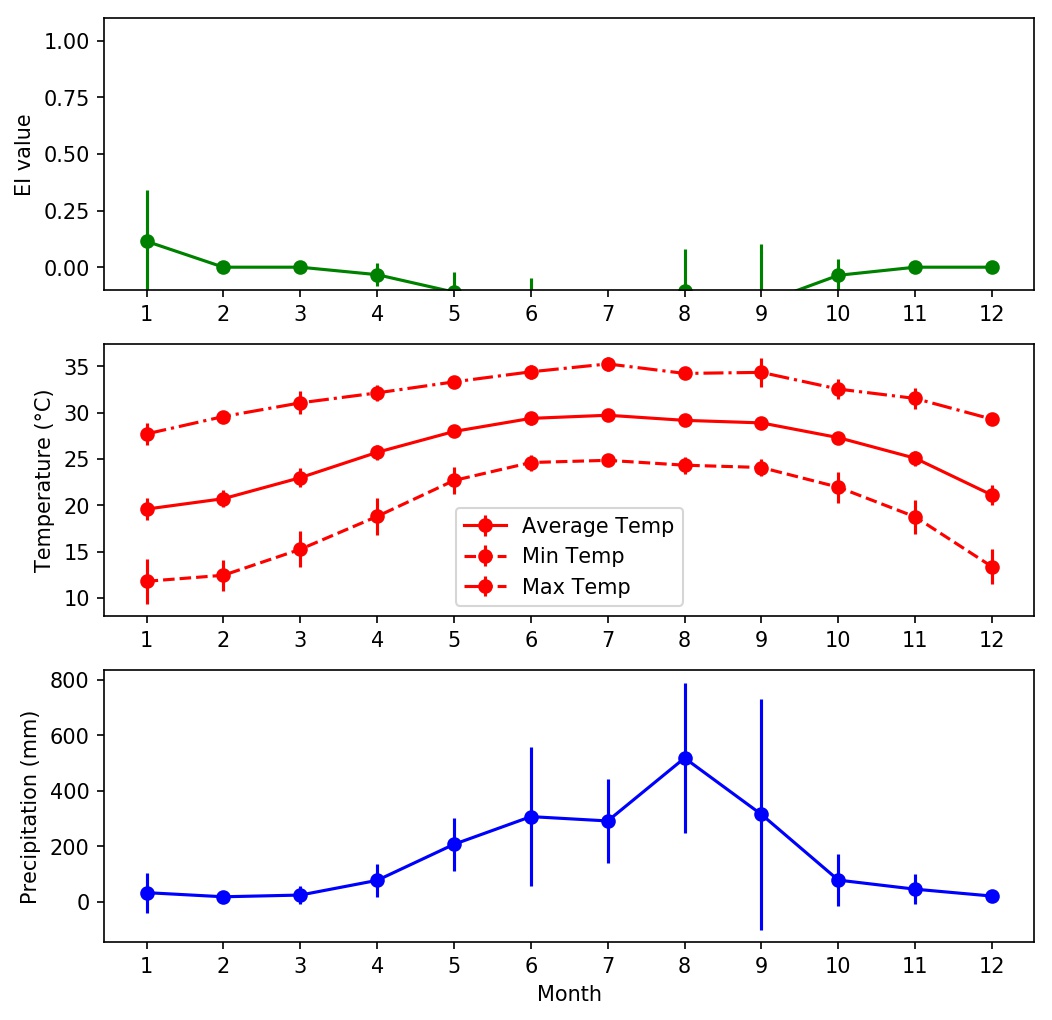 1.00
0.75
0.50
0.25
0.00
EI value
1 2 3 4 5 6 7 8 9 10 11 12
35
30
25
20
15
10
Temperature (°C)
Average Temp
Min Temp
Max Temp
1 2 3 4 5 6 7 8 9 10 11 12
800
600
400
200
0
Precipitation (mm)
1 2 3 4 5 6 7 8 9 10 11 12
Month